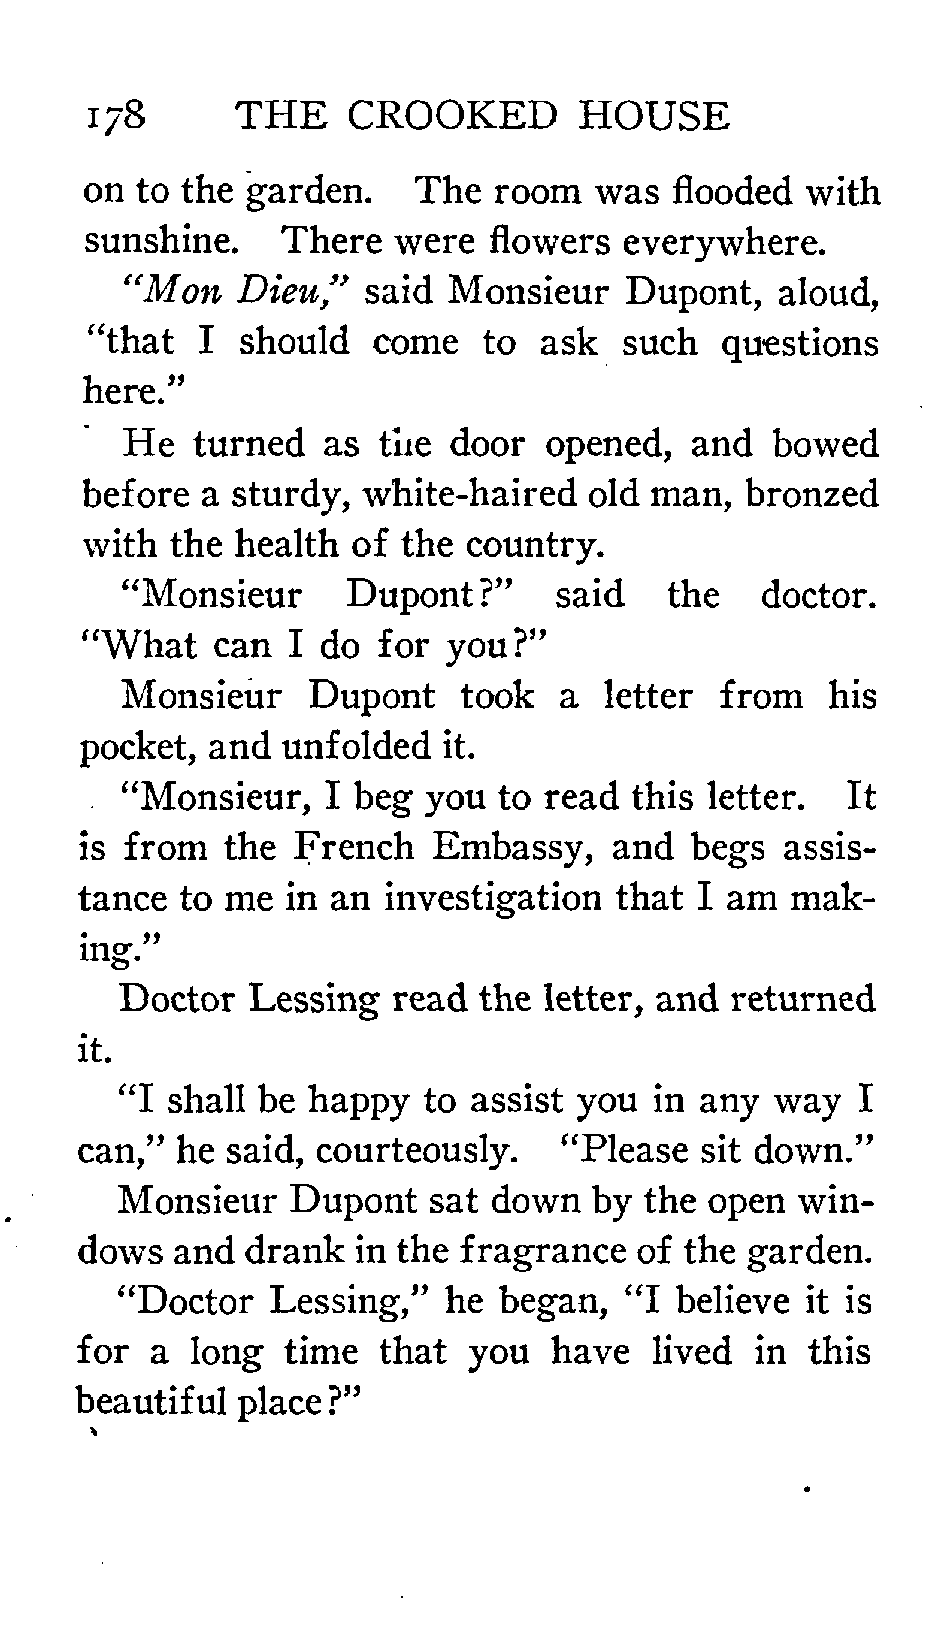 178 THE CROOKED HOUSE
on to the garden. The room was flooded with
sunshine. There were flowers everywhere.
“Mon Dieu,” said Monsieur Dupont, aloud,
“that I should come to ask such questions
here.”
He turned as the door opened, and bowed
before a sturdy, white-haired old man, bronzed
with the health of the country.
“Monsieur Dupont?” said the doctor.
“What can I do for you?”
Monsieur Dupont took a letter from his
pocket, and unfolded it.
“Monsieur, I beg you to read this letter. It
is from the French Embassy, and begs assis-
tance to me in an investigation that I am mak-
ing.”
Doctor Lessing read the letter, and returned
it.
“I shall be happy to assist you in any way I
can,” he said, courteously. “Please sit down.”
Monsieur Dupont sat down by the open win-
dows and drank in the fragrance of the garden.
“Doctor Lessing,” he began, “I believe it is
for a long time that you have lived in this
beautiful place?”